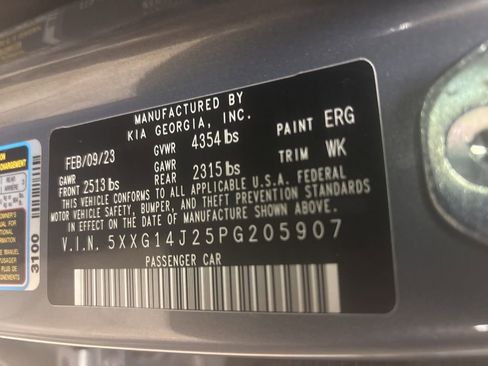 MANUFACTURED BY
KIA GEORGIA, INC.
FEB/09/23 GVWR 4354 lbs PAINT ERG
GAWR FRONT 2513 lbs GAWR REAR 2315 lbs TRIM WK
THIS VEHICLE CONFORMS TO ALL APPLICABLE U.S.A. FEDERAL
MOTOR VEHICLE SAFETY, BUMPER, AND THEFT PREVENTION STANDARDS
IN EFFECT ON THE DATE OF MANUFACTURE SHOWN ABOVE.
V.I.N. 5XXG14J25PG205907
PASSENGER CAR
3100